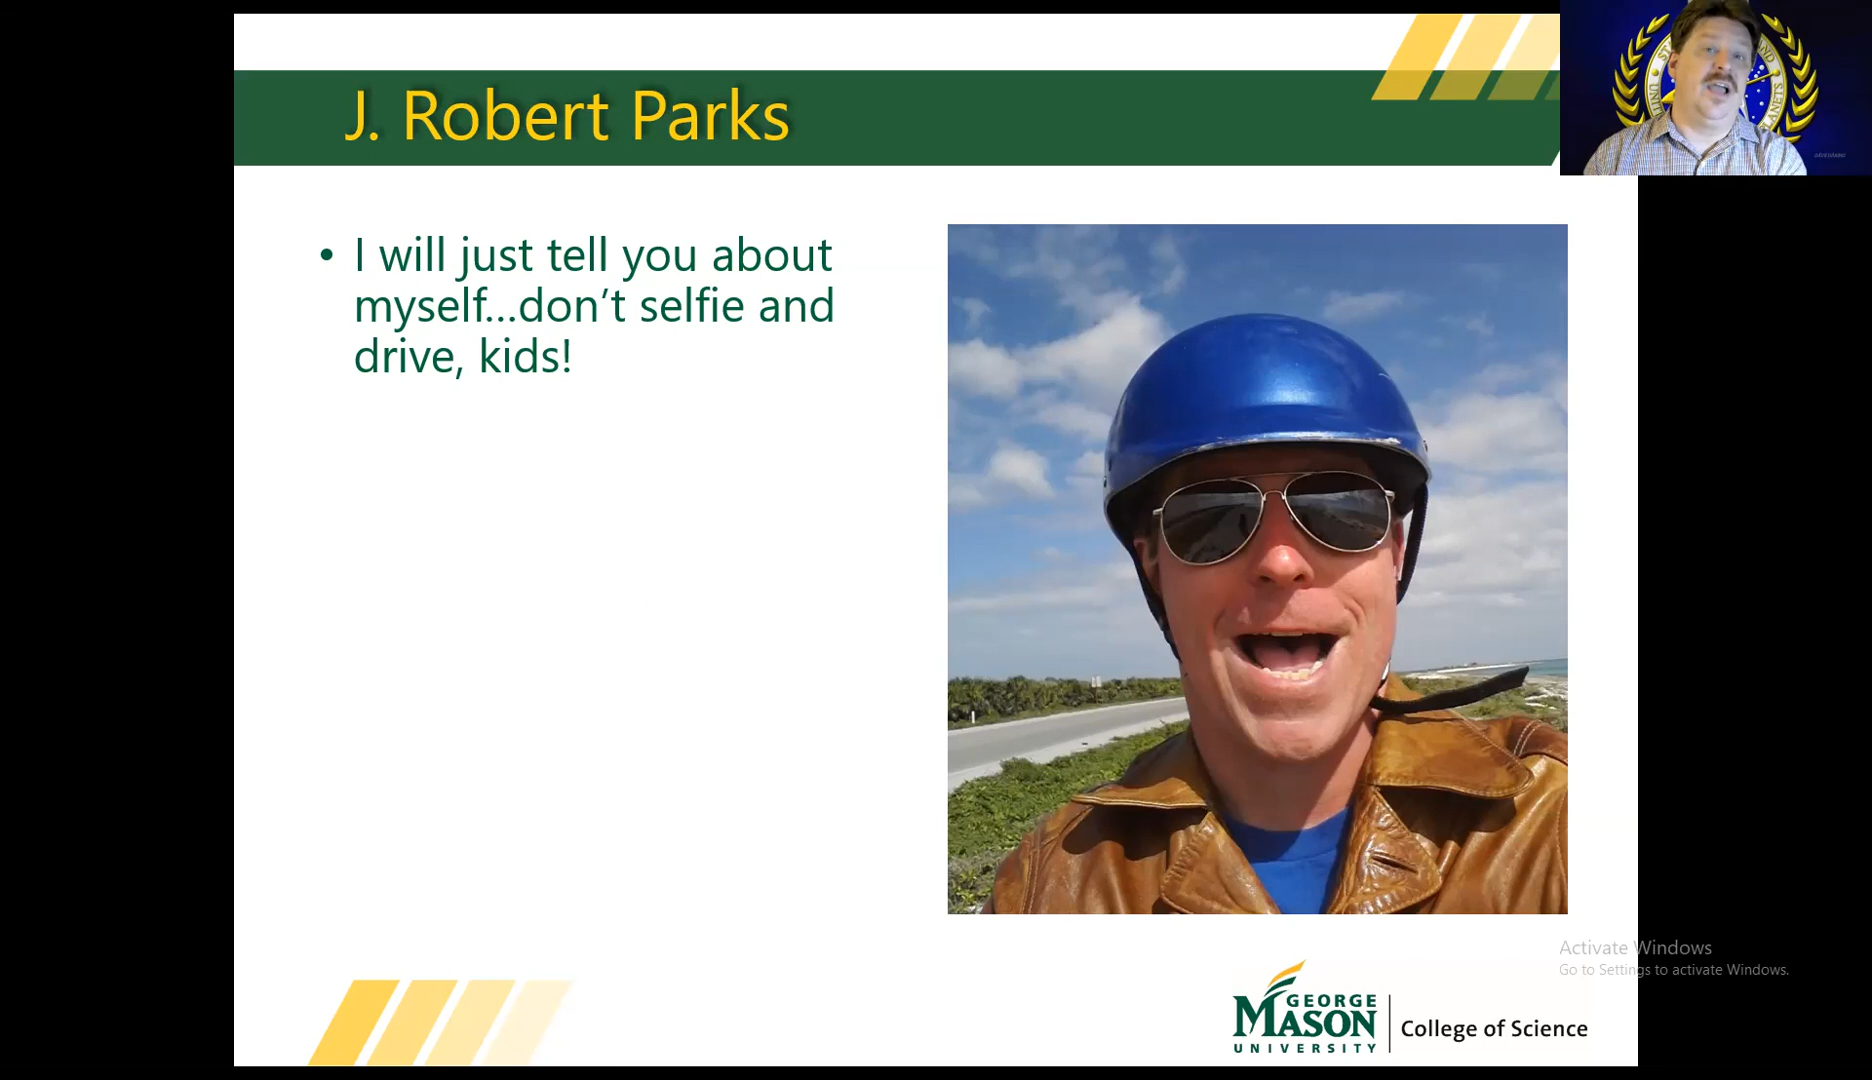 J. Robert Parks
• I will just tell you about
myself...don’t selfie and
drive, kids!
Activate Windows
Go to Settings to activate Windows.
GEORGE
MASON
UNIVERSITY
College of Science